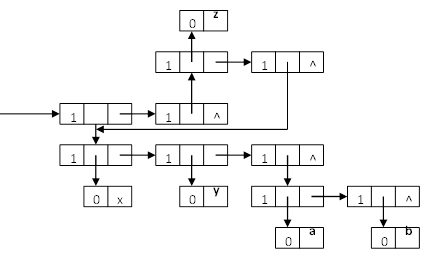 0 z
1 1 ^
1 1 ^
1 1 1 ^
0 x 0 y 1 1 ^
0 a 0 b